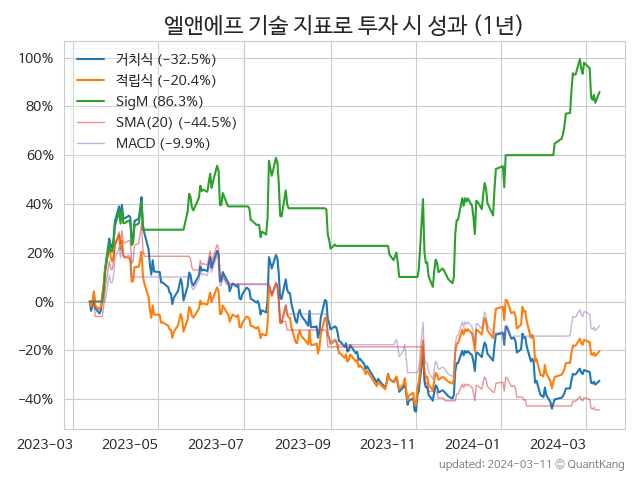 엘앤에프 기술 지표로 투자 시 성과 (1년)
100%
80%
60%
40%
20%
0%
−20%
−40%
거치식 (−32.5%)
적립식 (−20.4%)
SigM (86.3%)
SMA(20) (−44.5%)
MACD (−9.9%)
2023-03 2023-05 2023-07 2023-09 2023-11 2024-01 2024-03
updated: 2024-03-11 © QuantKang